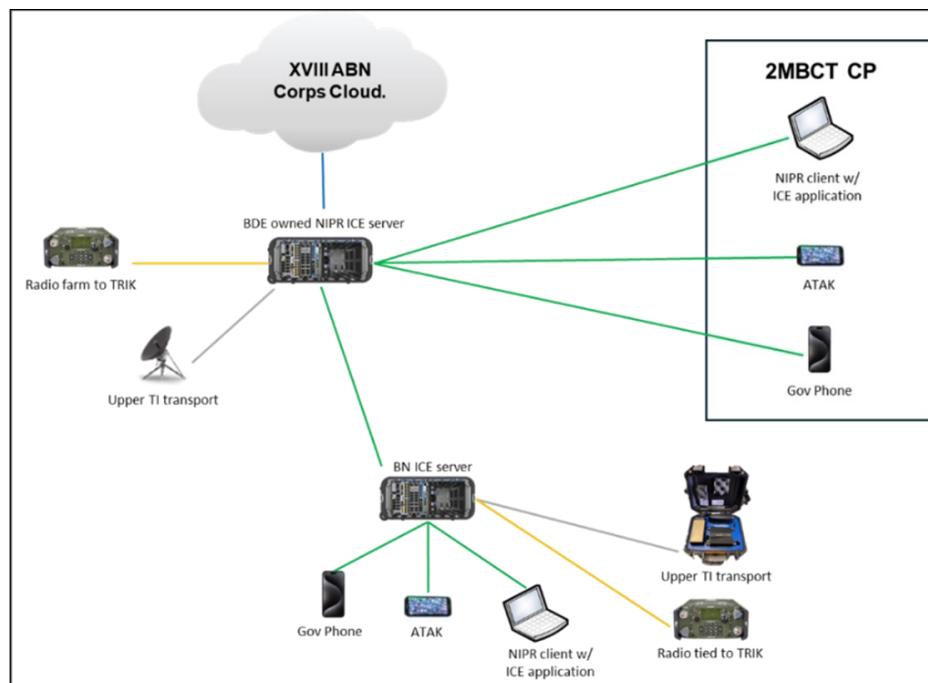 XVIII ABN
Corps Cloud.
2MBCT CP
NIPR client w/
ICE application
BDE owned NIPR ICE server
Radio farm to TRIK
ATAK
Upper TI transport
Gov Phone
BN ICE server
Upper TI transport
Gov Phone
ATAK
NIPR client w/
ICE application
Radio tied to TRIK